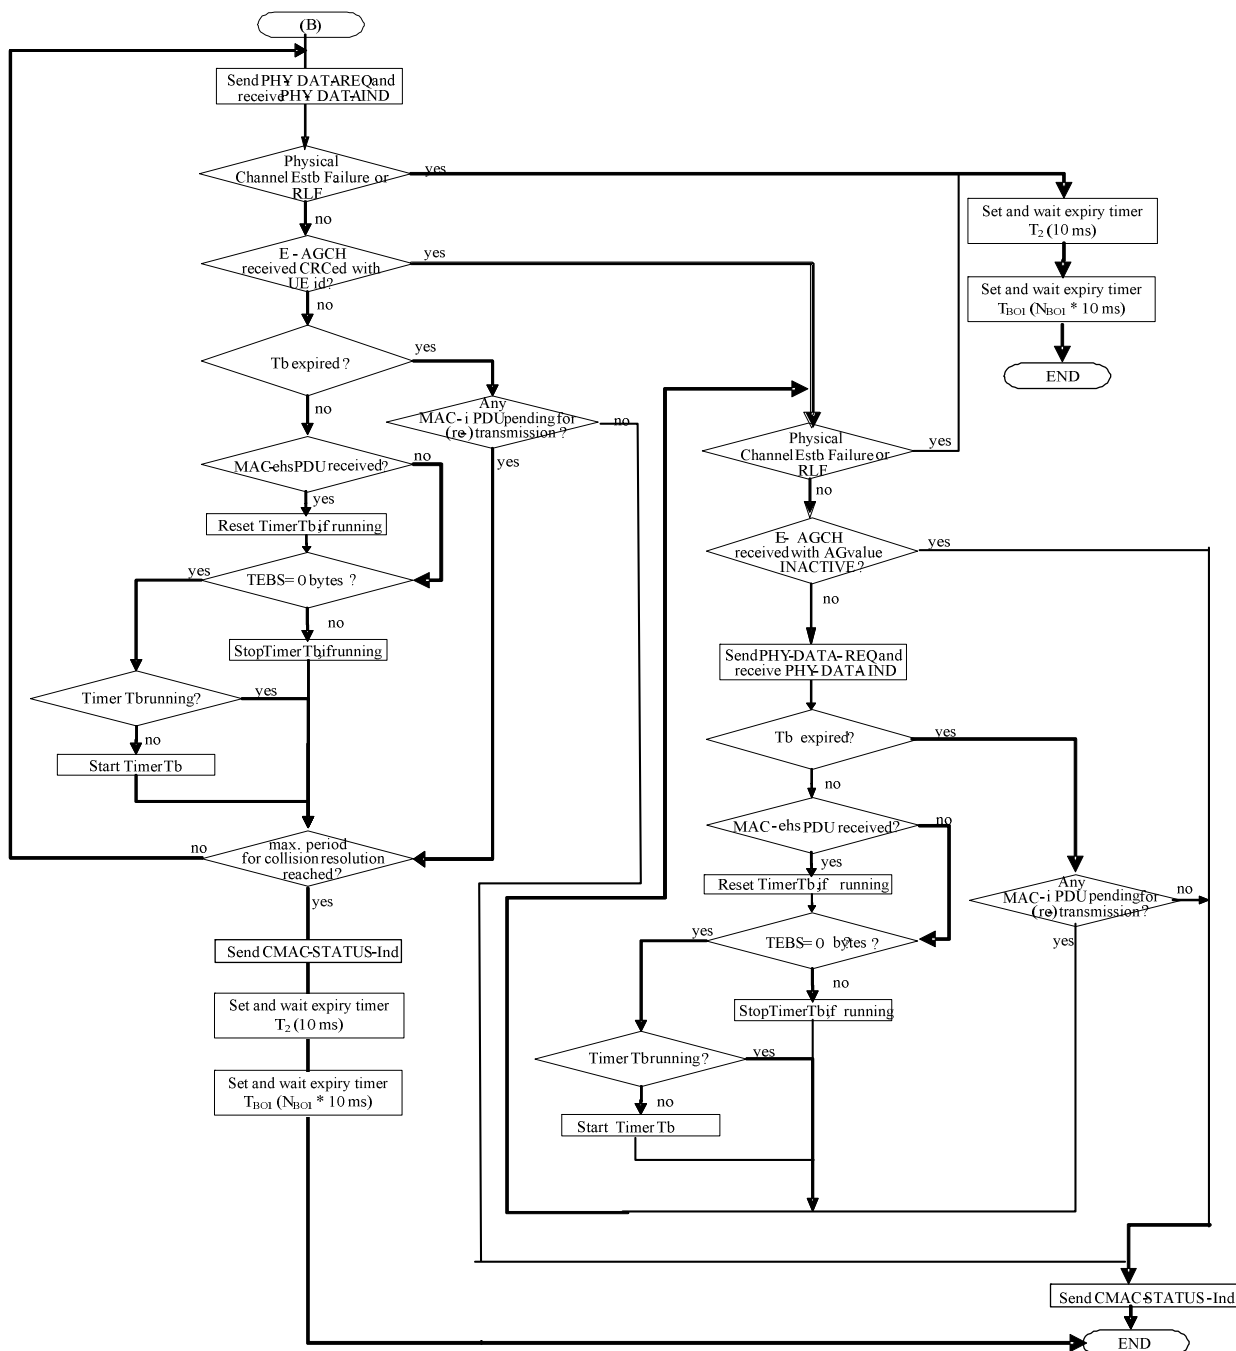 (B)
Send PHY- DATA-REQ and
receive PHY- DATA-IND
Physical
Channel Estb Failure or
RLF
yes
no
Set and wait expiry timer
T2 (10 ms)
E - AGCH
received CRCed with
UE id?
yes
no
Set and wait expiry timer
TBO1 (NBO1 * 10 ms)
END
Tb expired ?
yes
no
Any
MAC- i PDU pending for
(re-) transmission ?
no
yes
Physical
Channel Estb Failure or
RLF
yes
no
MAC-ehs PDU received?
no
yes
Reset Timer Tb, if running
E- AGCH
received with AG value
INACTIVE ?
yes
no
TEBS = 0 bytes ?
yes
no
Stop Timer Tb, if running
Send PHY-DATA-REQ and
receive PHY-DATA-IND
Timer Tb running?
yes
no
Start Timer Tb
Tb expired?
yes
no
MAC-ehs PDU received?
no
yes
Reset Timer Tb, if running
max. period
for collision resolution
reached ?
no
yes
Any
MAC- i PDU pending for
(re-) transmission ?
no
yes
Send CMAC-STATUS-Ind
TEBS = 0 bytes ?
yes
no
Stop Timer Tb, if running
Set and wait expiry timer
T2 (10 ms)
Timer Tb running?
yes
no
Start Timer Tb
Set and wait expiry timer
TBO1 (NBO1 * 10 ms)
Send CMAC-STATUS-Ind
END